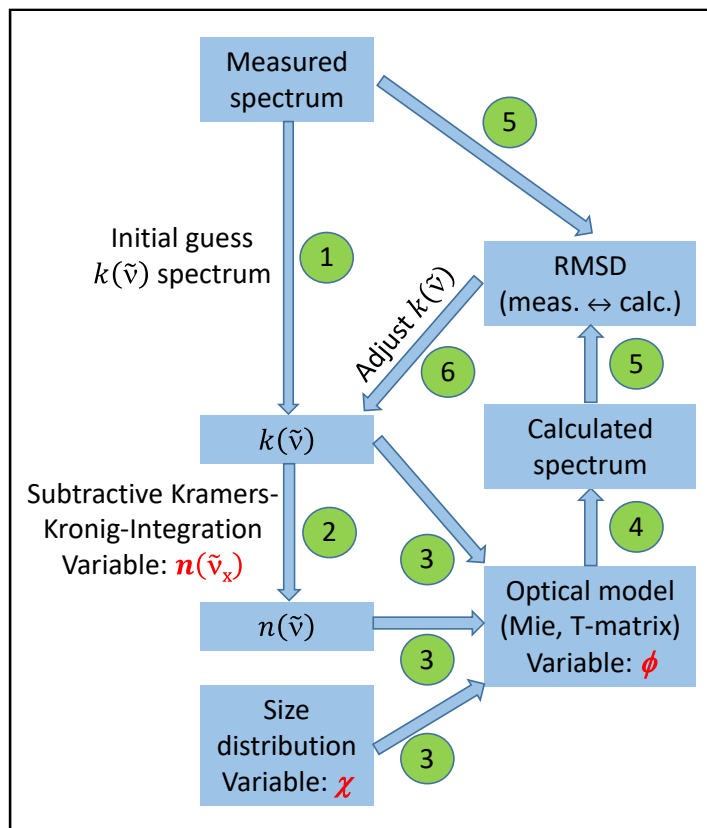 Measured
spectrum
5
Initial guess
k(ṽ) spectrum
1
RMSD
(meas. ↔ calc.)
Adjust k(ṽ)
6
5
k(ṽ)
Calculated
spectrum
Subtractive Kramers-
Kronig-Integration
Variable: n(ṽₓ)
2
3
4
n(ṽ)
3
Optical model
(Mie, T-matrix)
Variable: ϕ
Size
distribution
Variable: χ
3